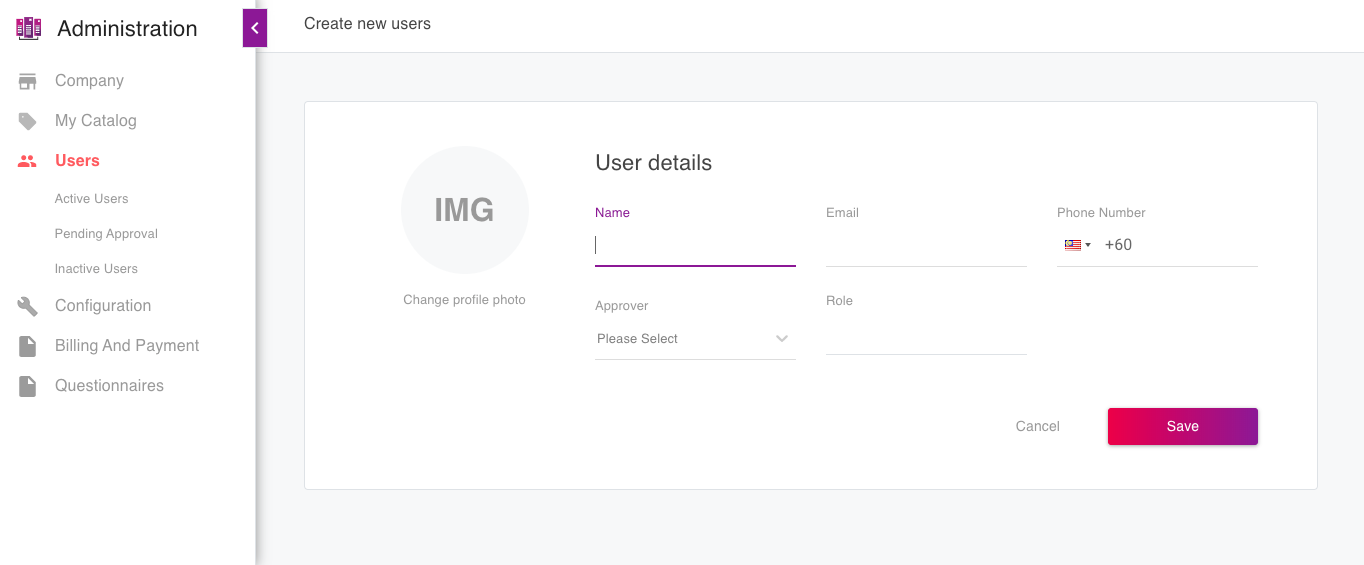 Administration
Company
My Catalog
Users
Active Users
Pending Approval
Inactive Users
Configuration
Billing And Payment
Questionnaires
Create new users
IMG
Change profile photo
User details
Name
Email
Phone Number
+60
Approver
Role
Please Select
Cancel
Save